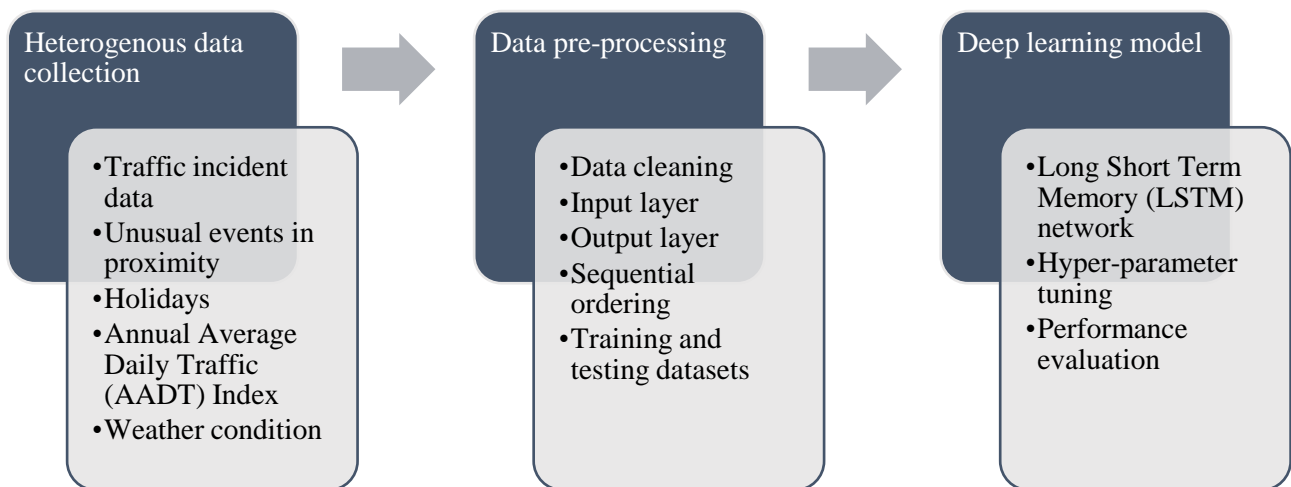 Heterogenous data
collection
•Traffic incident
data
•Unusual events in
proximity
•Holidays
•Annual Average
Daily Traffic
(AADT) Index
•Weather condition
Data pre-processing
•Data cleaning
•Input layer
•Output layer
•Sequential
ordering
•Training and
testing datasets
Deep learning model
•Long Short Term
Memory (LSTM)
network
•Hyper-parameter
tuning
•Performance
evaluation